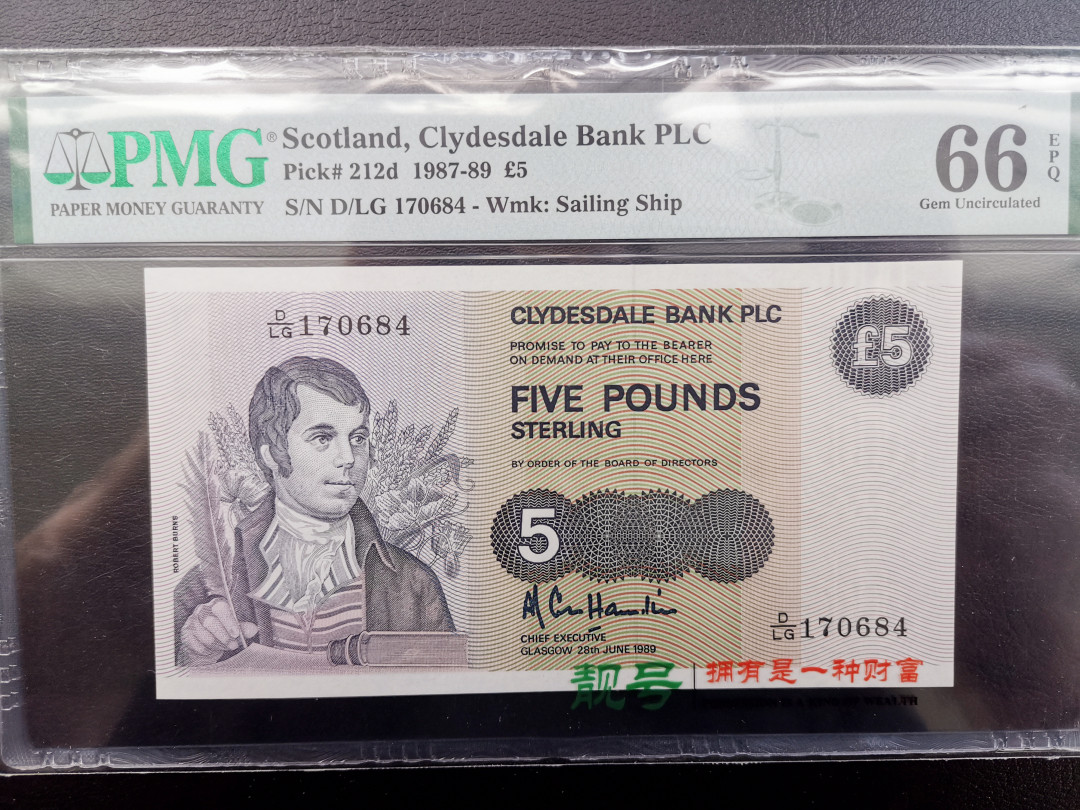 PMG®
PAPER MONEY GUARANTY
Scotland, Clydesdale Bank PLC
Pick# 212d 1987-89 £5
S/N D/LG 170684 - Wmk: Sailing Ship
66 EPQ
Gem Uncirculated
D/LG 170684
CLYDESDALE BANK PLC
PROMISE TO PAY TO THE BEARER
ON DEMAND AT THEIR OFFICE HERE
£5
FIVE POUNDS
STERLING
BY ORDER OF THE BOARD OF DIRECTORS
5
ROBERT BURNS
CHIEF EXECUTIVE
GLASGOW 28th JUNE 1989
D/LG 170684
靓号
拥有是一种财富